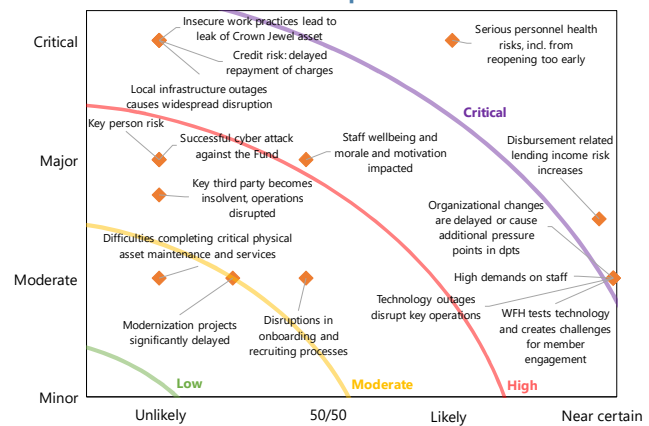 Critical
Insecure work practices lead to
leak of Crown Jewel asset
Credit risk: delayed
repayment of charges
Local infrastructure outages
causes widespread disruption
Serious personnel health
risks, incl. from
reopening too early
Critical
Key person risk
Successful cyber attack
against the Fund
Staff wellbeing and
morale and motivation
impacted
Disbursement related
lending income risk
increases
Major
Key third party becomes
insolvent, operations
disrupted
Organizational changes
are delayed or cause
additional pressure
points in dpts
Difficulties completing critical physical
asset maintenance and services
Moderate
High demands on staff
Technology outages
disrupt key operations
WFH tests technology
and creates challenges
for member
engagement
Modernization projects
significantly delayed
Disruptions in
onboarding and
recruiting processes
Low
Moderate
High
Minor
Unlikely
50/50
Likely
Near certain